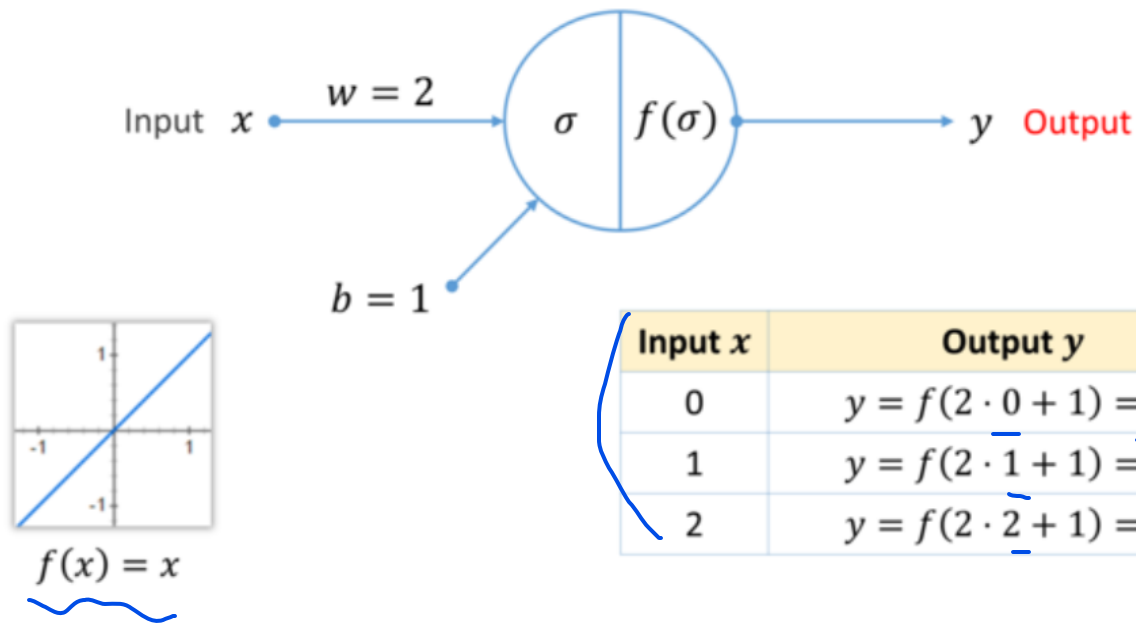 w = 2
Input x σ f(σ) y Output
b = 1
1
-1 1
-1
f(x) = x
Input x Output y
0 y = f(2 · 0 + 1) =
1 y = f(2 · 1 + 1) =
2 y = f(2 · 2 + 1) =